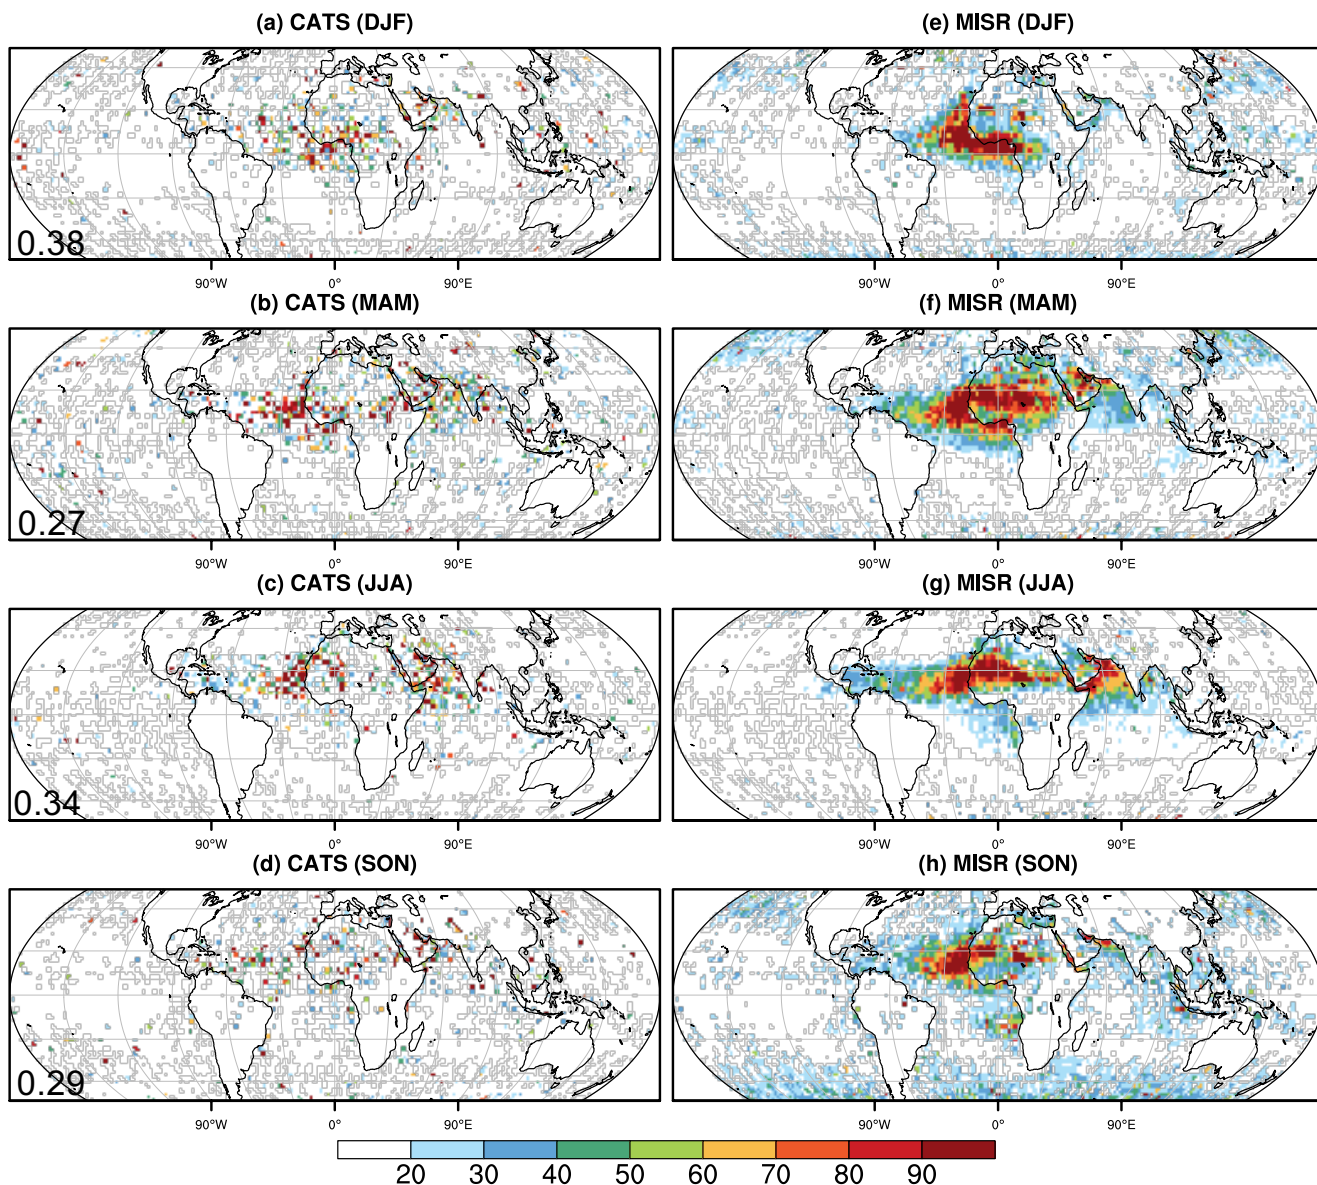 (a) CATS (DJF)
(e) MISR (DJF)
0.38
90°W 0° 90°E
90°W 0° 90°E
(b) CATS (MAM)
(f) MISR (MAM)
0.27
90°W 0° 90°E
90°W 0° 90°E
(c) CATS (JJA)
(g) MISR (JJA)
0.34
90°W 0° 90°E
90°W 0° 90°E
(d) CATS (SON)
(h) MISR (SON)
0.29
90°W 0° 90°E
90°W 0° 90°E
20 30 40 50 60 70 80 90